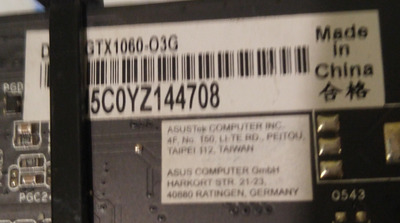 GTX1060-O3G
5C0YZ144708
Made in China
合格
ASUSTek COMPUTER INC.
4F, No. 150, LI-TE RD., PEITOU,
TAIPEI 112, TAIWAN
ASUS COMPUTER GmbH
HARKORT STR. 21-23,
40880 RATINGEN, GERMANY
Q543